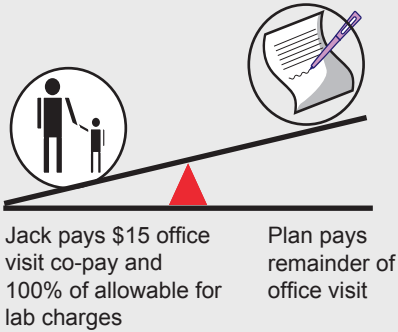 Jack pays $15 office
visit co-pay and
100% of allowable for
lab charges
Plan pays
remainder of
office visit